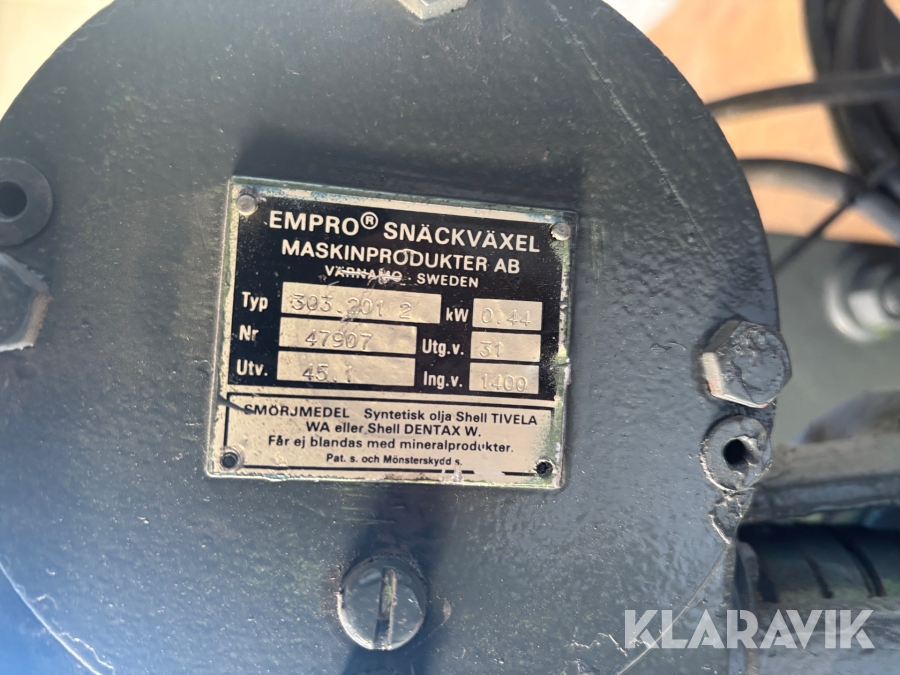 EMPRO® SNÄCKVÄXEL
MASKINPRODUKTER AB
VÄRNAMO · SWEDEN
Typ 303.201 2 kW 0.44
Nr 47907 Utg.v. 31
Utv. 45.1 Ing.v. 1400
SMÖRJMEDEL Syntetisk olja Shell TIVELA
WA eller Shell DENTAX W.
Får ej blandas med mineralprodukter.
Pat. s. och Mönsterskydd s.
KLARAVIK